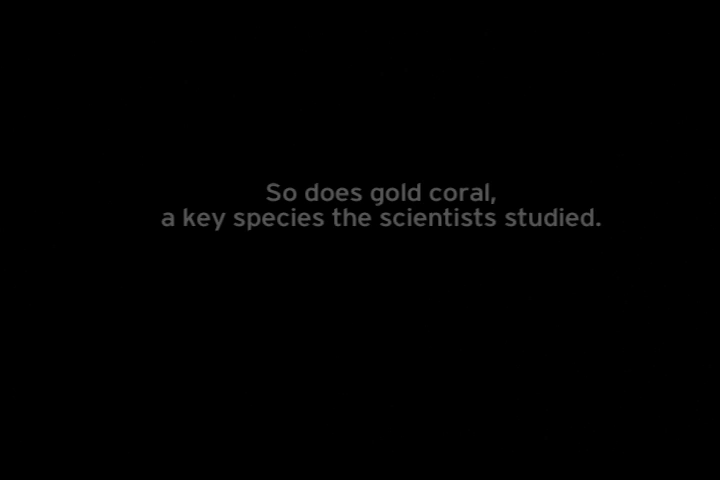 So does gold coral,
a key species the scientists studied.